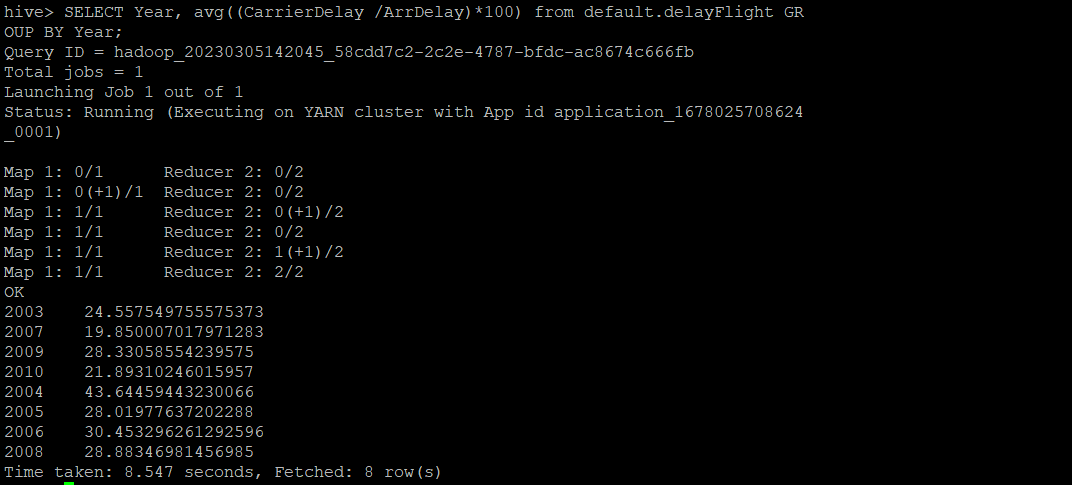 hive> SELECT Year, avg((CarrierDelay /ArrDelay)*100) from default.delayFlight GR
OUP BY Year;
Query ID = hadoop_20230305142045_58cdd7c2-2c2e-4787-bfdc-ac8674c666fb
Total jobs = 1
Launching Job 1 out of 1
Status: Running (Executing on YARN cluster with App id application_1678025708624
_0001)

Map 1: 0/1      Reducer 2: 0/2
Map 1: 0(+1)/1  Reducer 2: 0/2
Map 1: 1/1      Reducer 2: 0(+1)/2
Map 1: 1/1      Reducer 2: 0/2
Map 1: 1/1      Reducer 2: 1(+1)/2
Map 1: 1/1      Reducer 2: 2/2
OK
2003    24.557549755575373
2007    19.850007017971283
2009    28.33058554239575
2010    21.89310246015957
2004    43.64459443230066
2005    28.01977637202288
2006    30.453296261292596
2008    28.88346981456985
Time taken: 8.547 seconds, Fetched: 8 row(s)